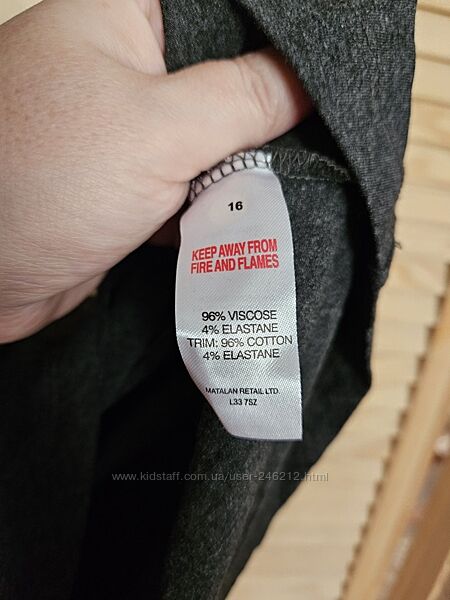 16
KEEP AWAY FROM
FIRE AND FLAMES
96% VISCOSE
4% ELASTANE
TRIM: 96% COTTON
4% ELASTANE
MATALAN RETAIL LTD.
L33 7SZ
www.kidstaff.com.ua/user-246212.html